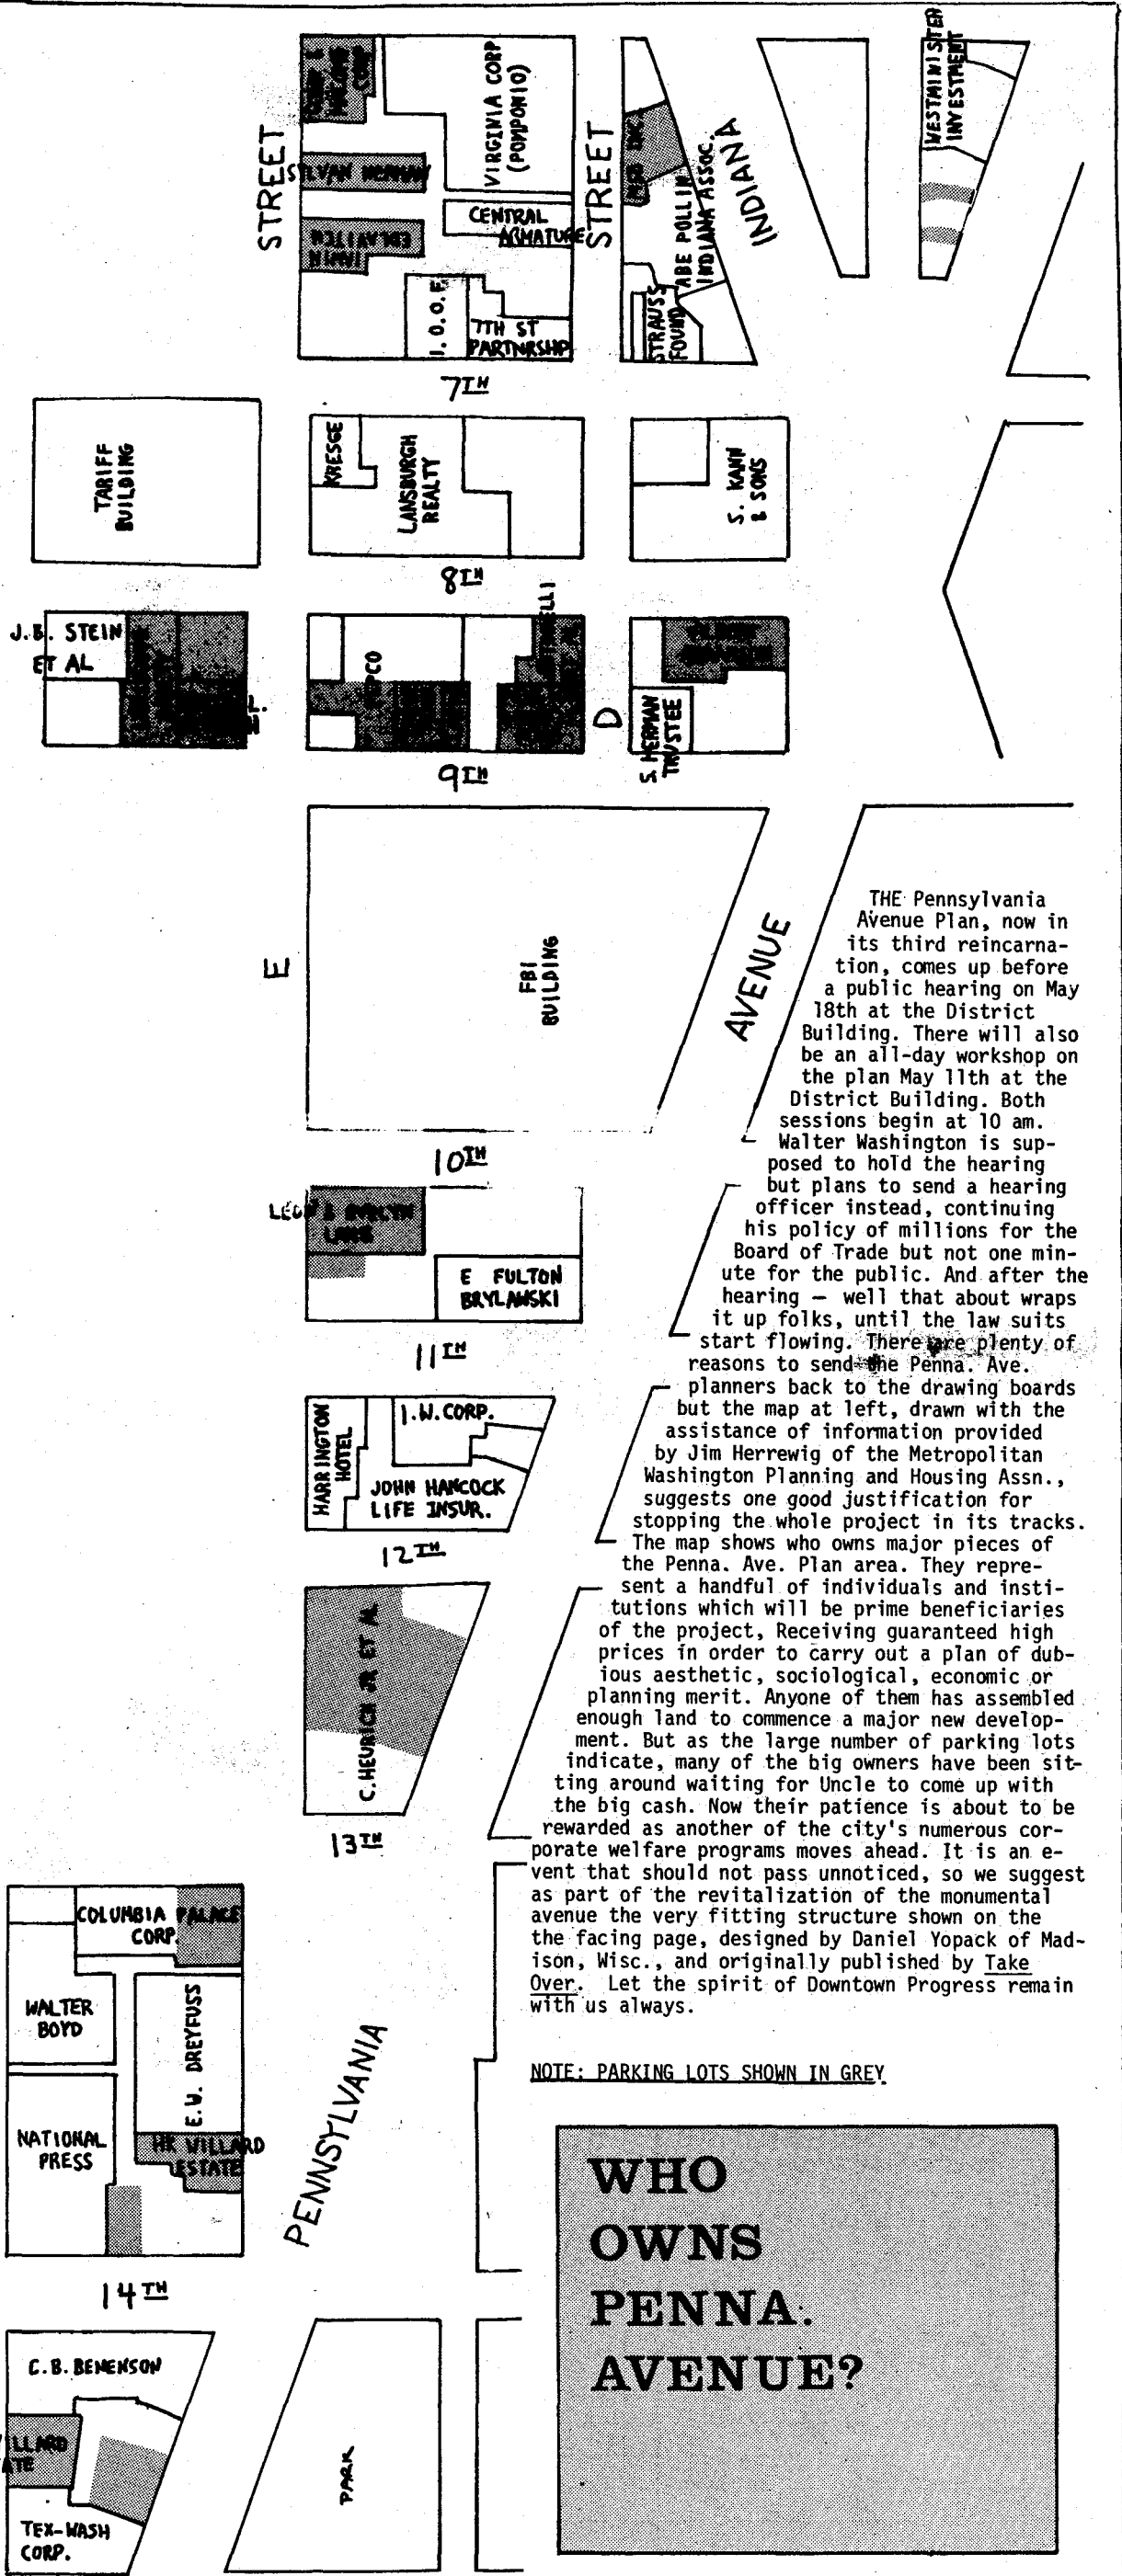 WESTMINISTER
INVESTMENT
STREET
VIRGINIA CORP
(POMPONIO)
SYLVAN HERMAN
CENTRAL
ARMATURE
STREET
ABE POLLIN
INDIANA ASSOC.
INDIANA
I.O.O.F.
7TH ST
PARTNRSHP
STRAUSS
FOUND
7TH
TARIFF
BUILDING
KRESGE
LANSBURGH
REALTY
S. KANN
& SONS
8TH
J.B. STEIN
ET AL
D
S. HERMAN
TRUSTEE
9TH
E
FBI
BUILDING
AVENUE
10TH
E FULTON
BRYLAWSKI
11TH
HARRINGTON
HOTEL
I.W. CORP.
JOHN HANCOCK
LIFE INSUR.
12TH
C. HEURICH JR ET AL
13TH
COLUMBIA PALACE
CORP.
WALTER
BOYD
E.W. DREYFUSS
NATIONAL
PRESS
HK WILLARD
ESTATE
PENNSYLVANIA
14TH
C.B. BENENSON
TEX-WASH
CORP.
PARK
THE Pennsylvania
Avenue Plan, now in
its third reincarna-
tion, comes up before
a public hearing on May
18th at the District
Building. There will also
be an all-day workshop on
the plan May 11th at the
District Building. Both
sessions begin at 10 am.
Walter Washington is sup-
posed to hold the hearing
but plans to send a hearing
officer instead, continuing
his policy of millions for the
Board of Trade but not one min-
ute for the public. And after the
hearing — well that about wraps
it up folks, until the law suits
start flowing. There are plenty of
reasons to send the Penna. Ave.
planners back to the drawing boards
but the map at left, drawn with the
assistance of information provided
by Jim Herrewig of the Metropolitan
Washington Planning and Housing Assn.,
suggests one good justification for
stopping the whole project in its tracks.
The map shows who owns major pieces of
the Penna. Ave. Plan area. They repre-
sent a handful of individuals and insti-
tutions which will be prime beneficiaries
of the project, Receiving guaranteed high
prices in order to carry out a plan of dub-
ious aesthetic, sociological, economic or
planning merit. Anyone of them has assembled
enough land to commence a major new develop-
ment. But as the large number of parking lots
indicate, many of the big owners have been sit-
ting around waiting for Uncle to come up with
the big cash. Now their patience is about to be
rewarded as another of the city's numerous cor-
porate welfare programs moves ahead. It is an e-
vent that should not pass unnoticed, so we suggest
as part of the revitalization of the monumental
avenue the very fitting structure shown on the
the facing page, designed by Daniel Yopack of Mad-
ison, Wisc., and originally published by Take
Over. Let the spirit of Downtown Progress remain
with us always.
NOTE: PARKING LOTS SHOWN IN GREY
WHO
OWNS
PENNA.
AVENUE?